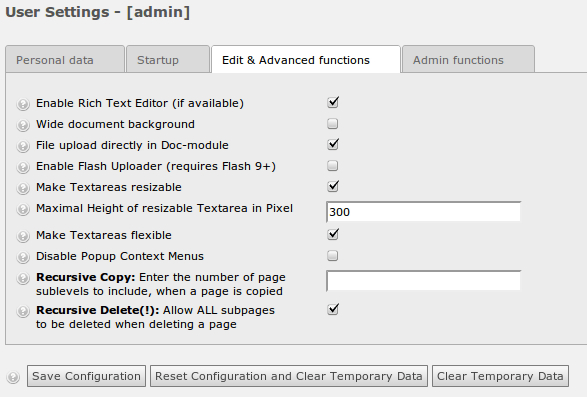 User Settings - [admin]
Personal data Startup Edit & Advanced functions Admin functions
Enable Rich Text Editor (if available)
Wide document background
File upload directly in Doc-module
Enable Flash Uploader (requires Flash 9+)
Make Textareas resizable
Maximal Height of resizable Textarea in Pixel 300
Make Textareas flexible
Disable Popup Context Menus
Recursive Copy: Enter the number of page
sublevels to include, when a page is copied
Recursive Delete(!): Allow ALL subpages
to be deleted when deleting a page
Save Configuration Reset Configuration and Clear Temporary Data Clear Temporary Data